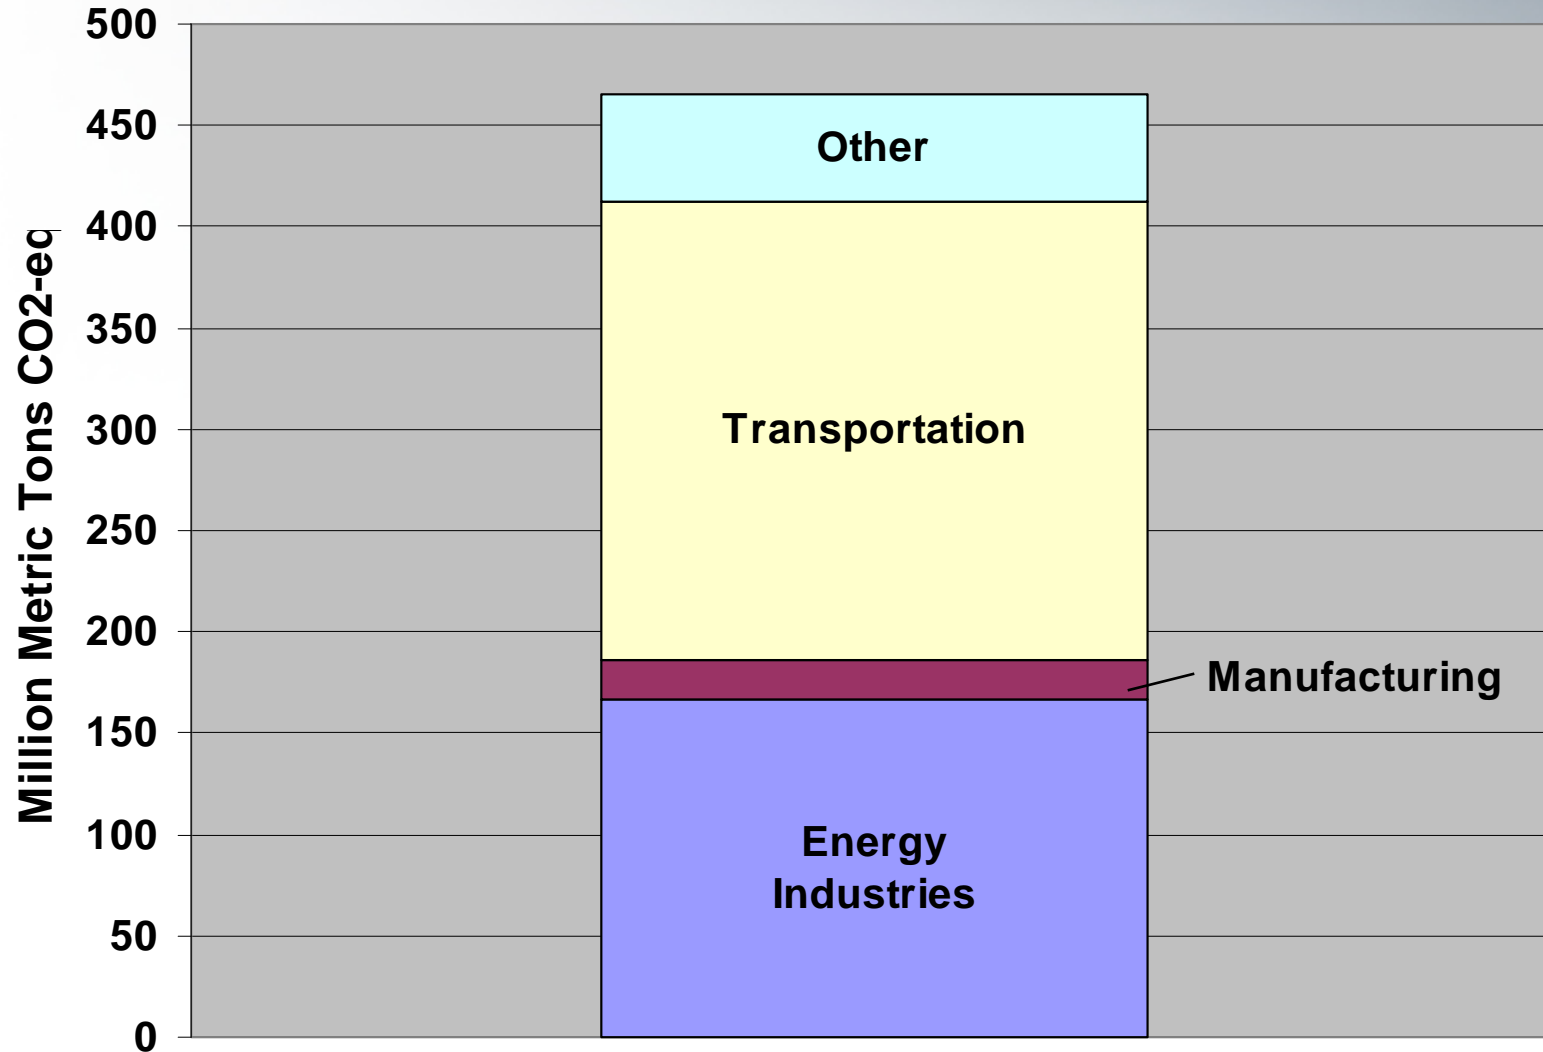 Million Metric Tons CO2-eq
500
450
400
350
300
250
200
150
100
50
0
Other
Transportation
Manufacturing
Energy
Industries